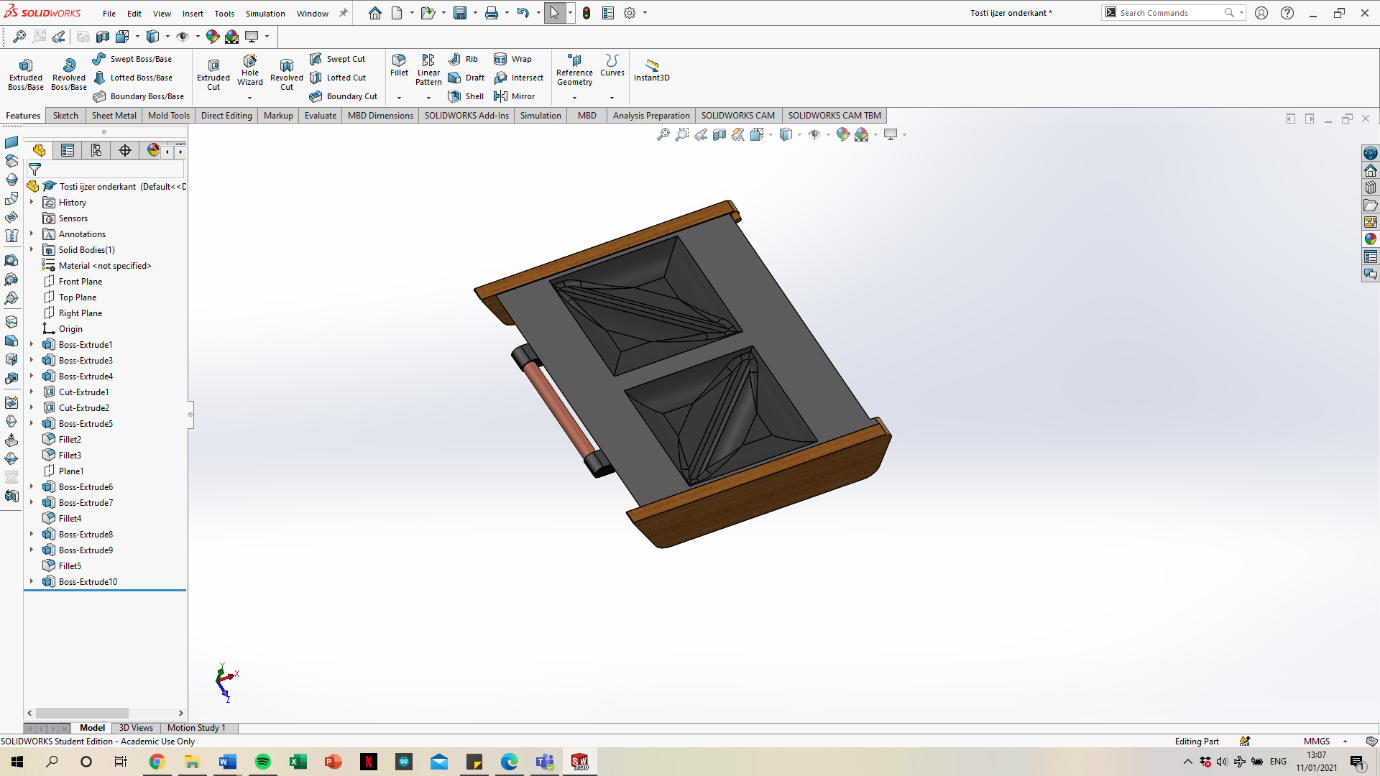 SOLIDWORKS File Edit View Insert Tools Simulation Window Tosti ijzer onderkant * Search Commands
Extruded Boss/Base
Revolved Boss/Base
Swept Boss/Base
Lofted Boss/Base
Boundary Boss/Base
Extruded Cut
Hole Wizard
Revolved Cut
Swept Cut
Lofted Cut
Boundary Cut
Fillet
Linear Pattern
Rib
Draft
Shell
Wrap
Intersect
Mirror
Reference Geometry
Curves
Instant3D
Features Sketch Sheet Metal Mold Tools Direct Editing Markup Evaluate MBD Dimensions SOLIDWORKS Add-Ins Simulation MBD Analysis Preparation SOLIDWORKS CAM SOLIDWORKS CAM TBM
Tosti ijzer onderkant (Default<<D
History
Sensors
Annotations
Solid Bodies(1)
Material <not specified>
Front Plane
Top Plane
Right Plane
Origin
Boss-Extrude1
Boss-Extrude3
Boss-Extrude4
Cut-Extrude1
Cut-Extrude2
Boss-Extrude5
Fillet2
Fillet3
Plane1
Boss-Extrude6
Boss-Extrude7
Fillet4
Boss-Extrude8
Boss-Extrude9
Fillet5
Boss-Extrude10
Y
X
Z
Model 3D Views Motion Study 1
SOLIDWORKS Student Edition - Academic Use Only Editing Part MMGS
ENG 13:07
11/01/2021